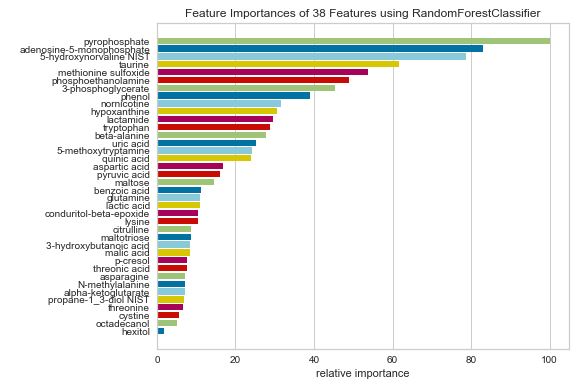 Feature Importances of 38 Features using RandomForestClassifier
pyrophosphate
adenosine-5-monophosphate
5-hydroxynorvaline NIST
taurine
methionine sulfoxide
phosphoethanolamine
3-phosphoglycerate
phenol
nornicotine
hypoxanthine
lactamide
tryptophan
beta-alanine
uric acid
5-methoxytryptamine
quinic acid
aspartic acid
pyruvic acid
maltose
benzoic acid
glutamine
lactic acid
conduritol-beta-epoxide
lysine
citrulline
maltotriose
3-hydroxybutanoic acid
malic acid
p-cresol
threonic acid
asparagine
N-methylalanine
alpha-ketoglutarate
propane-1_3-diol NIST
threonine
cystine
octadecanol
hexitol
0 20 40 60 80 100
relative importance